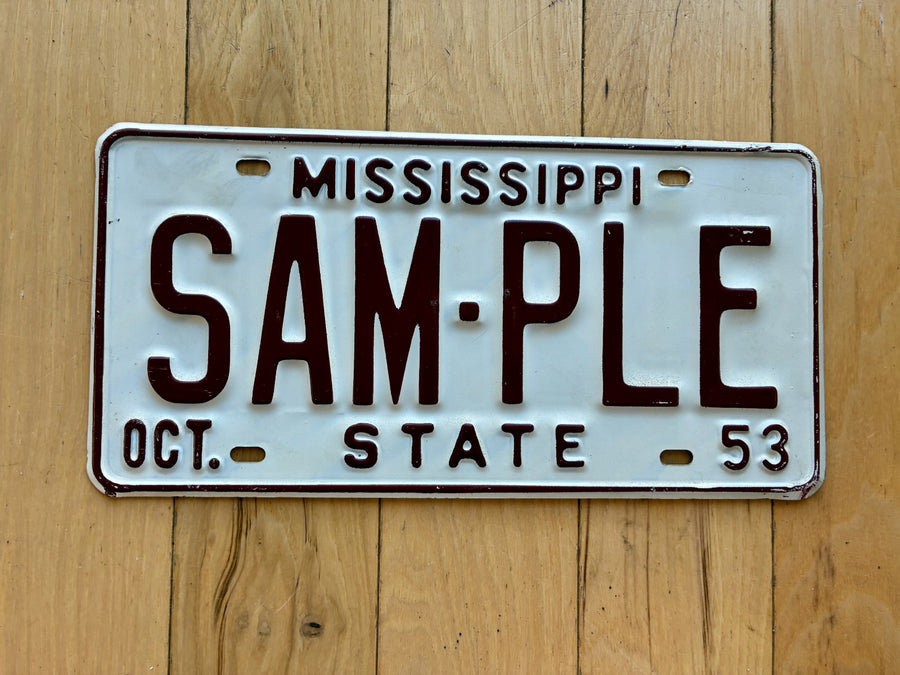 MISSISSIPPI
SAM·PLE
OCT. STATE 53